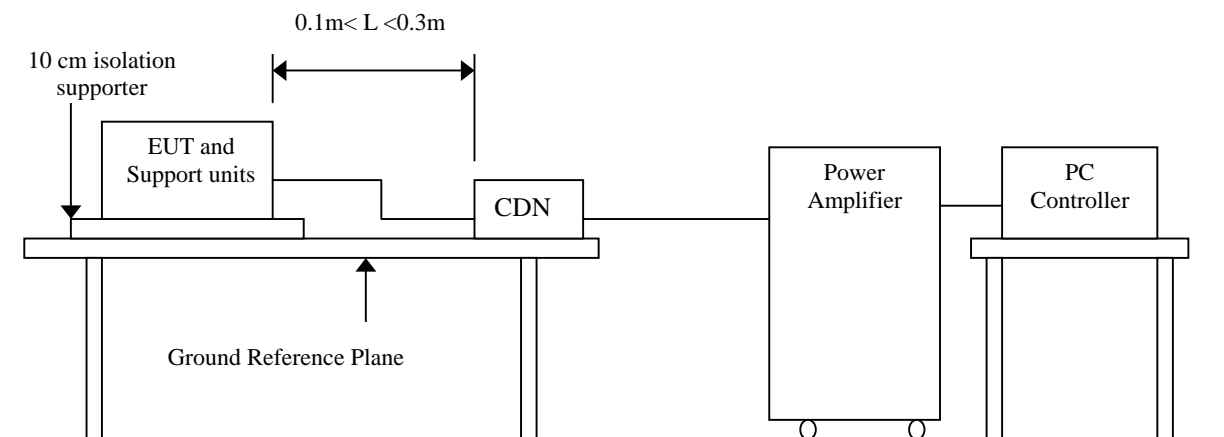 0.1m< L <0.3m
10 cm isolation
supporter
EUT and
Support units
CDN
Power
Amplifier
PC
Controller
Ground Reference Plane